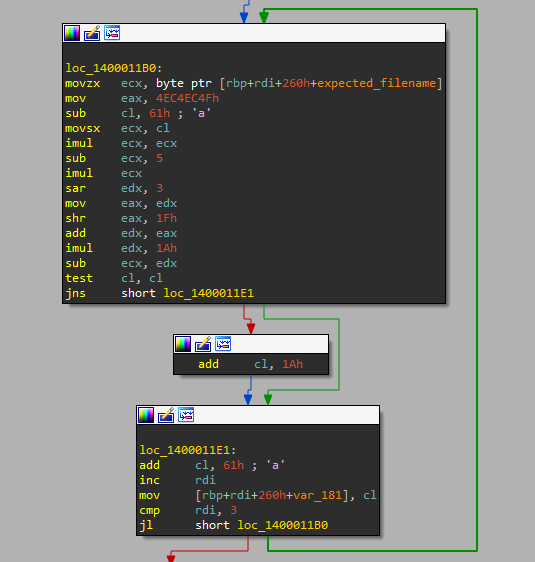 loc_1400011B0:
movzx ecx, byte ptr [rbp+rdi+260h+expected_filename]
mov eax, 4EC4EC4Fh
sub cl, 61h ; 'a'
movsx ecx, cl
imul ecx, ecx
sub ecx, 5
imul ecx
sar edx, 3
mov eax, edx
shr eax, 1Fh
add edx, eax
imul edx, 1Ah
sub ecx, edx
test cl, cl
jns short loc_1400011E1
add cl, 1Ah
loc_1400011E1:
add cl, 61h ; 'a'
inc rdi
mov [rbp+rdi+260h+var_181], cl
cmp rdi, 3
jl short loc_1400011B0